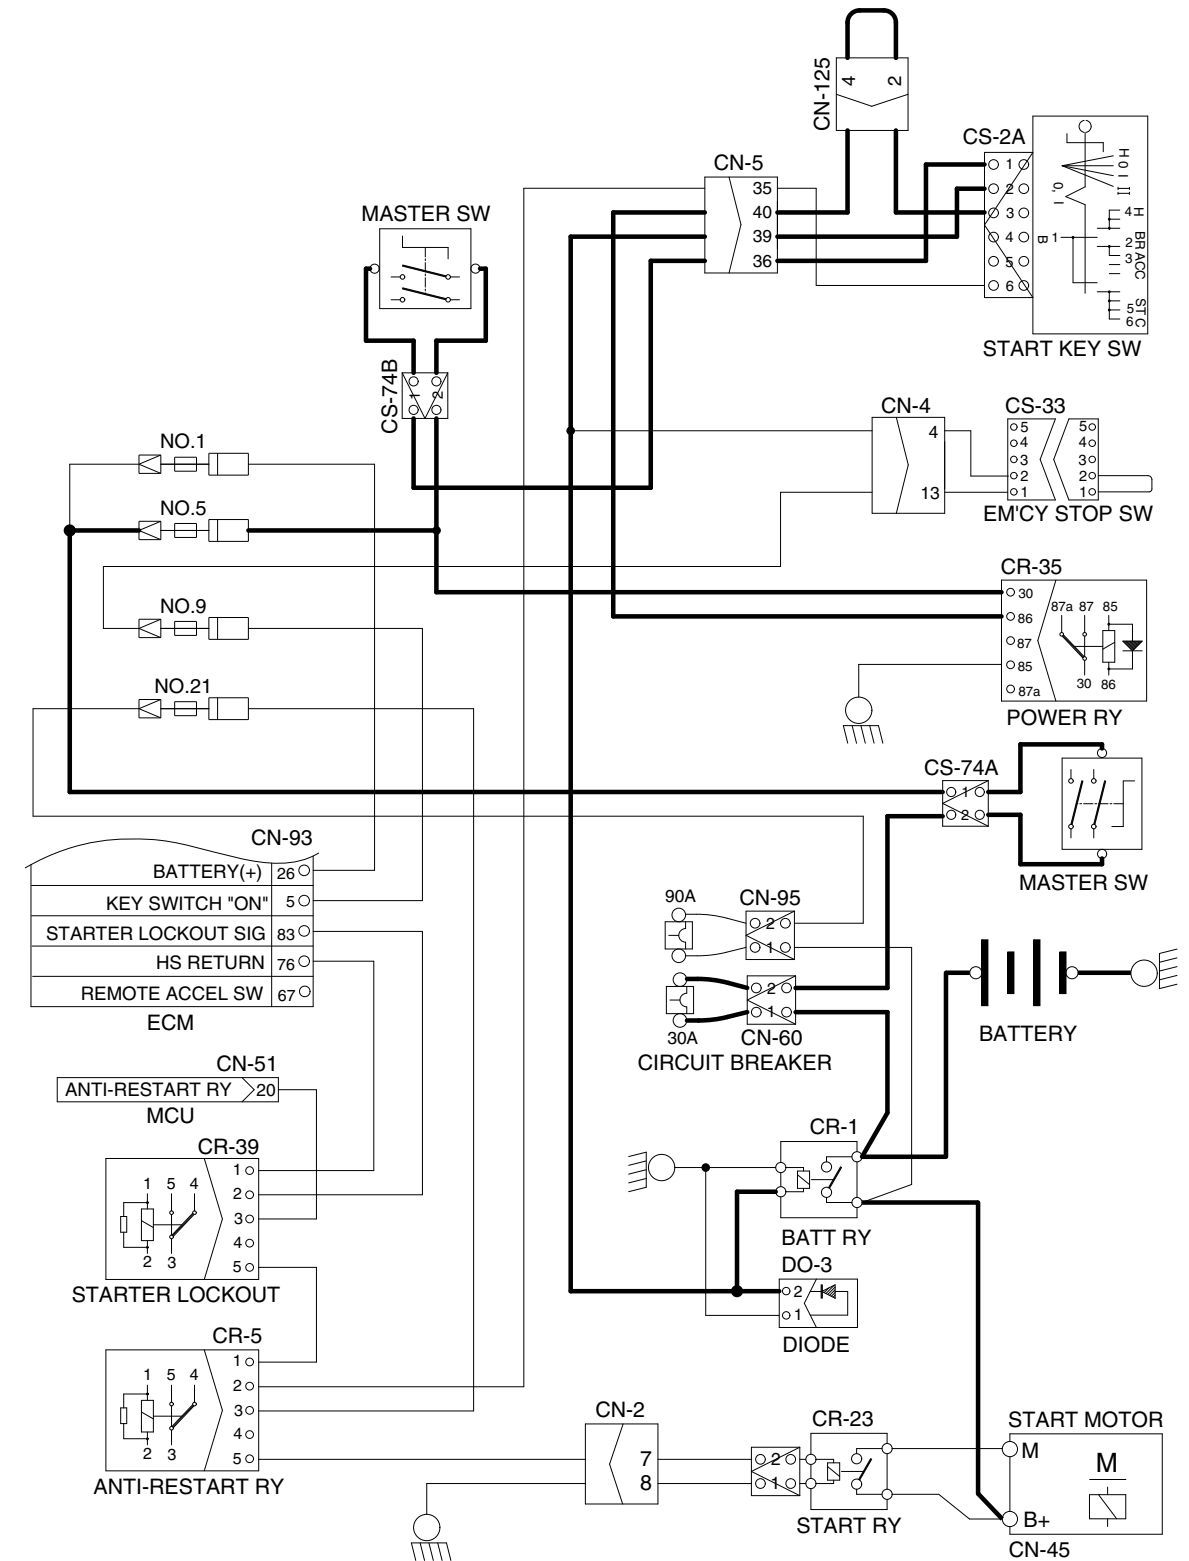 CN-125
4 2
CS-2A
1
2
3
4
5
6
H O I II
0, I
4 H
B 1
BR
2
3 ACC
5 ST
6 C
START KEY SW
CN-5
35
40
39
36
MASTER SW
CS-74B
1 2
CN-4
4
13
CS-33
5 5
4 4
3 3
2 2
1 1
EM'CY STOP SW
NO.1
NO.5
NO.9
NO.21
CR-35
30
86
87
85
87a
87a 87 85
30 86
POWER RY
CS-74A
1
2
MASTER SW
CN-93
BATTERY(+) 26
KEY SWITCH "ON" 5
STARTER LOCKOUT SIG 83
HS RETURN 76
REMOTE ACCEL SW 67
ECM
90A
CN-95
2
1
2
1
30A
CN-60
CIRCUIT BREAKER
BATTERY
CN-51
ANTI-RESTART RY 20
MCU
CR-1
BATT RY
CR-39
1
2
3
4
5
1 5 4
2 3
STARTER LOCKOUT
DO-3
2
1
DIODE
CR-5
1
2
3
4
5
1 5 4
2 3
ANTI-RESTART RY
CN-2
7
8
CR-23
2
1
START RY
START MOTOR
M
M
B+
CN-45